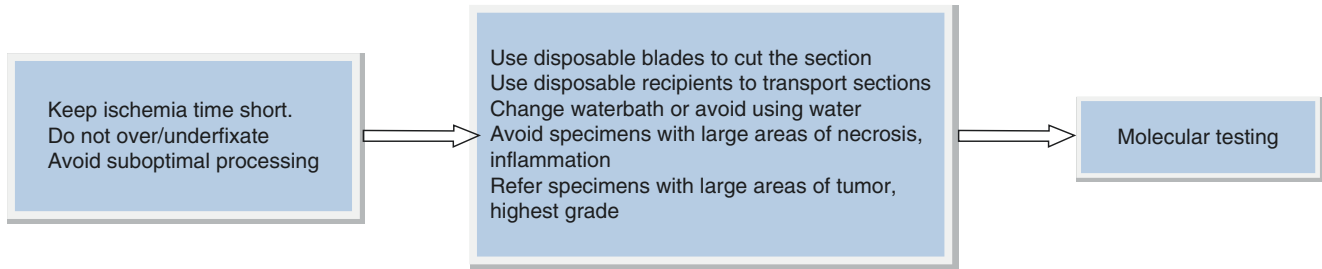 Keep ischemia time short.
Do not over/underfixate
Avoid suboptimal processing
Use disposable blades to cut the section
Use disposable recipients to transport sections
Change waterbath or avoid using water
Avoid specimens with large areas of necrosis,
inflammation
Refer specimens with large areas of tumor,
highest grade
Molecular testing